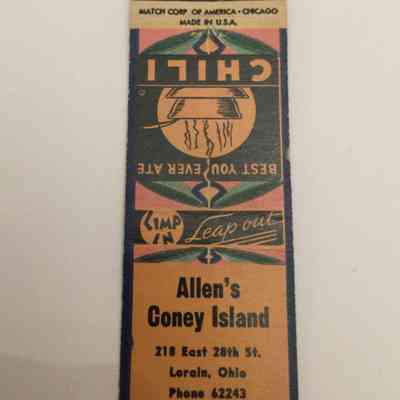 MATCH CORP. OF AMERICA • CHICAGO
MADE IN U.S.A.
CHILI
BEST YOU EVER ATE
LIMP IN
Leap out
Allen's
Coney Island
218 East 28th St.
Lorain, Ohio
Phone 62243